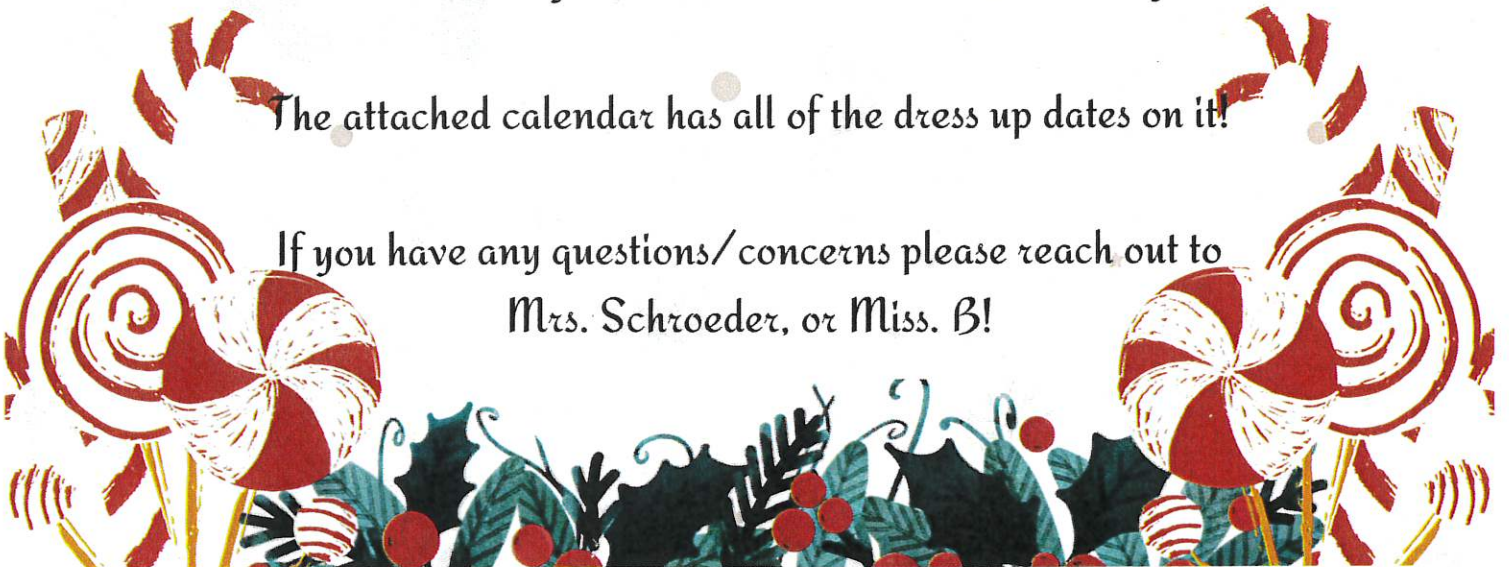 The attached calendar has all of the dress up dates on it!
If you have any questions/concerns please reach out to
Mrs. Schroeder, or Miss. B!